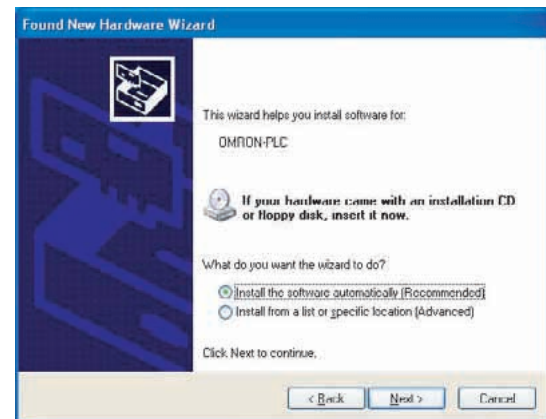 Found New Hardware Wizard
This wizard helps you install software for:
OMRON-PLC
If your hardware came with an installation CD
or floppy disk, insert it now.
What do you want the wizard to do?
Install the software automatically (Recommended)
Install from a list or specific location (Advanced)
Click Next to continue.
< Back Next > Cancel